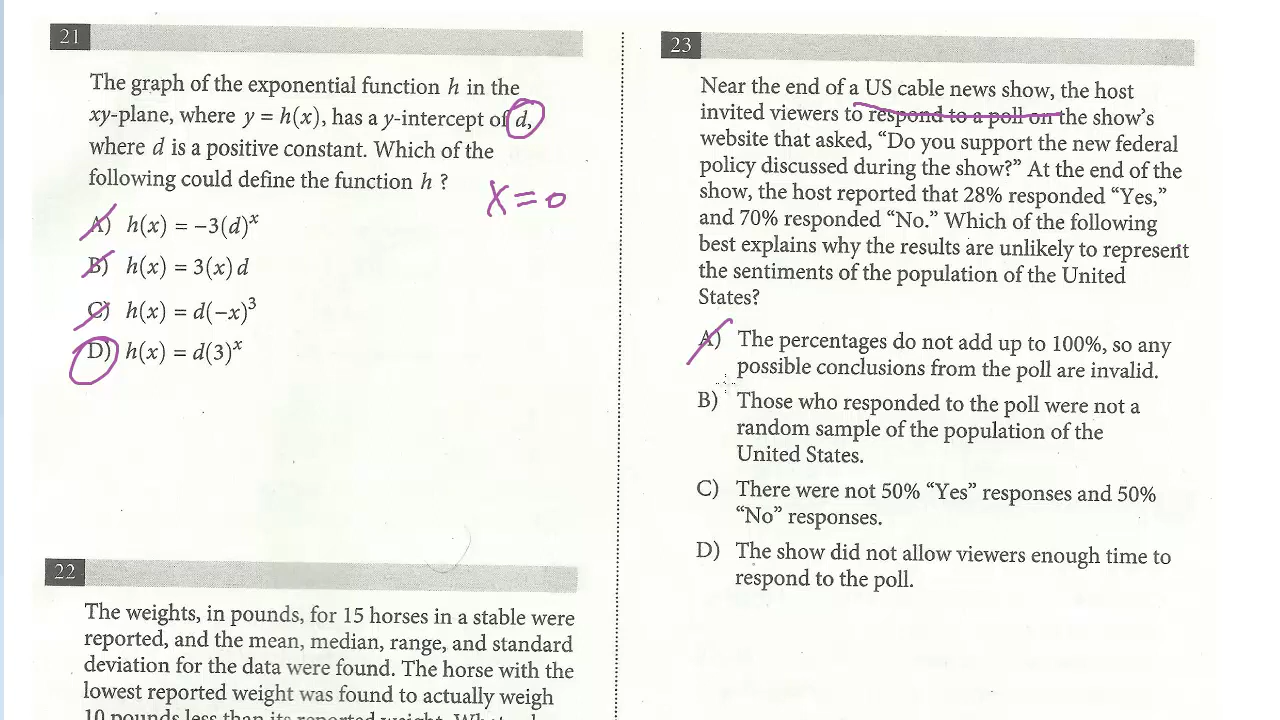 21
The graph of the exponential function h in the
xy-plane, where y = h(x), has a y-intercept of d,
where d is a positive constant. Which of the
following could define the function h ?
x = 0
A) h(x) = −3(d)ˣ
B) h(x) = 3(x) d
C) h(x) = d(−x)³
D) h(x) = d(3)ˣ
22
The weights, in pounds, for 15 horses in a stable were
reported, and the mean, median, range, and standard
deviation for the data were found. The horse with the
lowest reported weight was found to actually weigh
10 pounds less than its reported weight. What
23
Near the end of a US cable news show, the host
invited viewers to respond to a poll on the show’s
website that asked, “Do you support the new federal
policy discussed during the show?” At the end of the
show, the host reported that 28% responded “Yes,”
and 70% responded “No.” Which of the following
best explains why the results are unlikely to represent
the sentiments of the population of the United
States?
A) The percentages do not add up to 100%, so any
possible conclusions from the poll are invalid.
B) Those who responded to the poll were not a
random sample of the population of the
United States.
C) There were not 50% “Yes” responses and 50%
“No” responses.
D) The show did not allow viewers enough time to
respond to the poll.